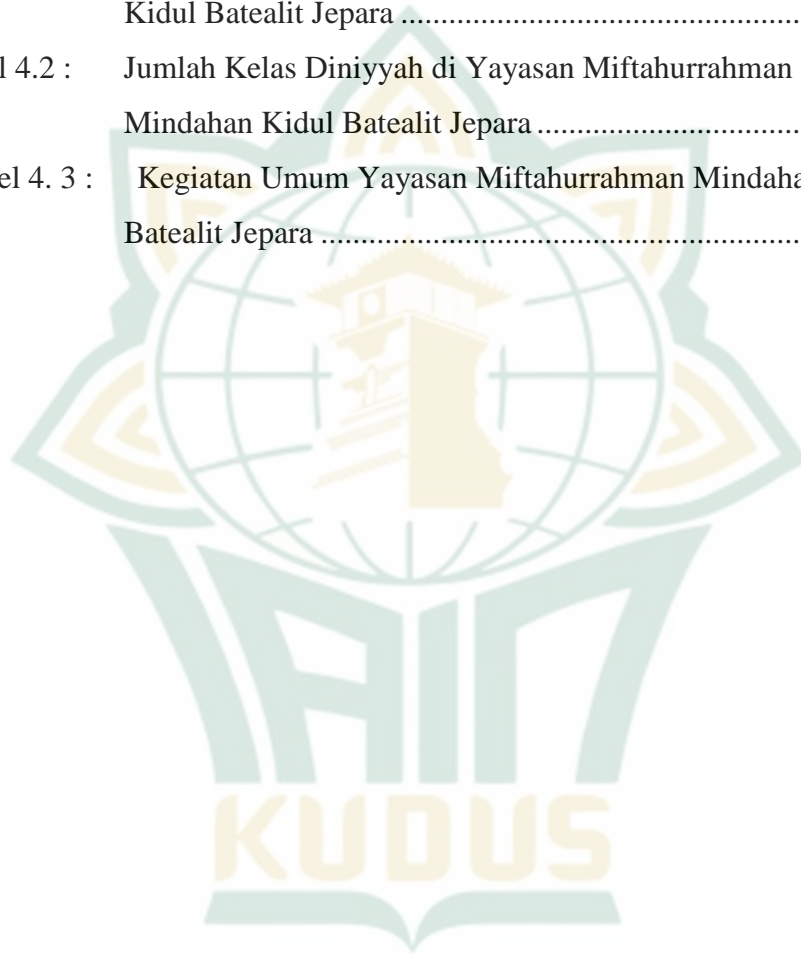 Kidul Batealit Jepara ............................................................
l 4.2 : Jumlah Kelas Diniyyah di Yayasan Miftahurrahman
Mindahan Kidul Batealit Jepara ........................................
el 4. 3 : Kegiatan Umum Yayasan Miftahurrahman Mindaha
Batealit Jepara ......................................................................
IAIN
KUDUS